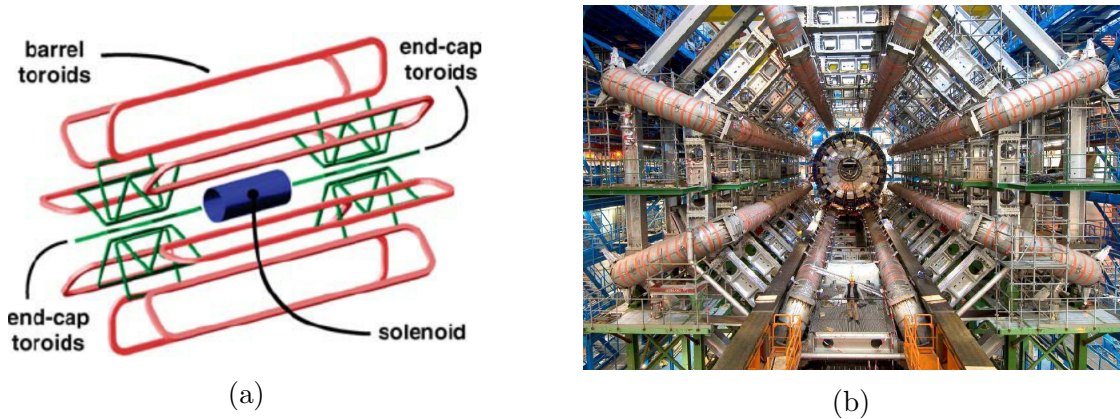 barrel
toroids
end-cap
toroids
end-cap
toroids
solenoid
(a)
(b)